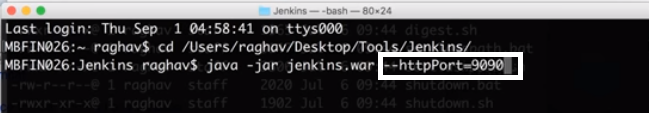 Jenkins — -bash — 80×24
Last login: Thu Sep  1 04:58:41 on ttys000
MBFIN026:~ raghav$ cd /Users/raghav/Desktop/Tools/Jenkins/
MBFIN026:Jenkins raghav$ java -jar jenkins.war --httpPort=9090
-rw-r--r--@ 1 raghav  staff   2020 Jul  6 09:44 shutdown.bat
-rwxr-xr-x@ 1 raghav  staff   1902 Jul  6 09:44 shutdown.sh